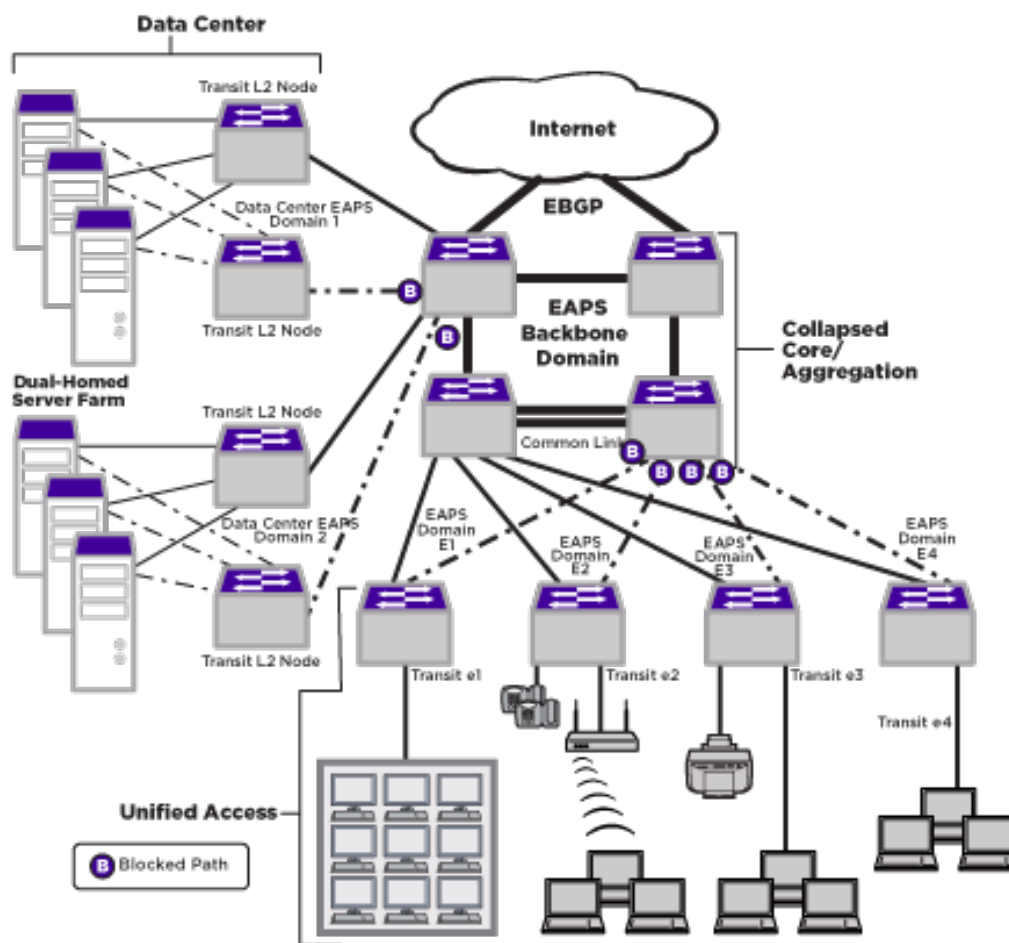 Data Center
Transit L2 Node
Internet
EBGP
Data Center EAPS
Domain 1
B
Transit L2 Node
B
EAPS
Backbone
Domain
Collapsed
Core/
Aggregation
Dual-Homed
Server Farm
Transit L2 Node
Common Link
B
B
B
B
Data Center EAPS
Domain 2
EAPS
Domain
E1
EAPS
Domain
E2
EAPS
Domain
E3
EAPS
Domain
E4
Transit L2 Node
Transit e1
Transit e2
Transit e3
Transit e4
Unified Access
B Blocked Path